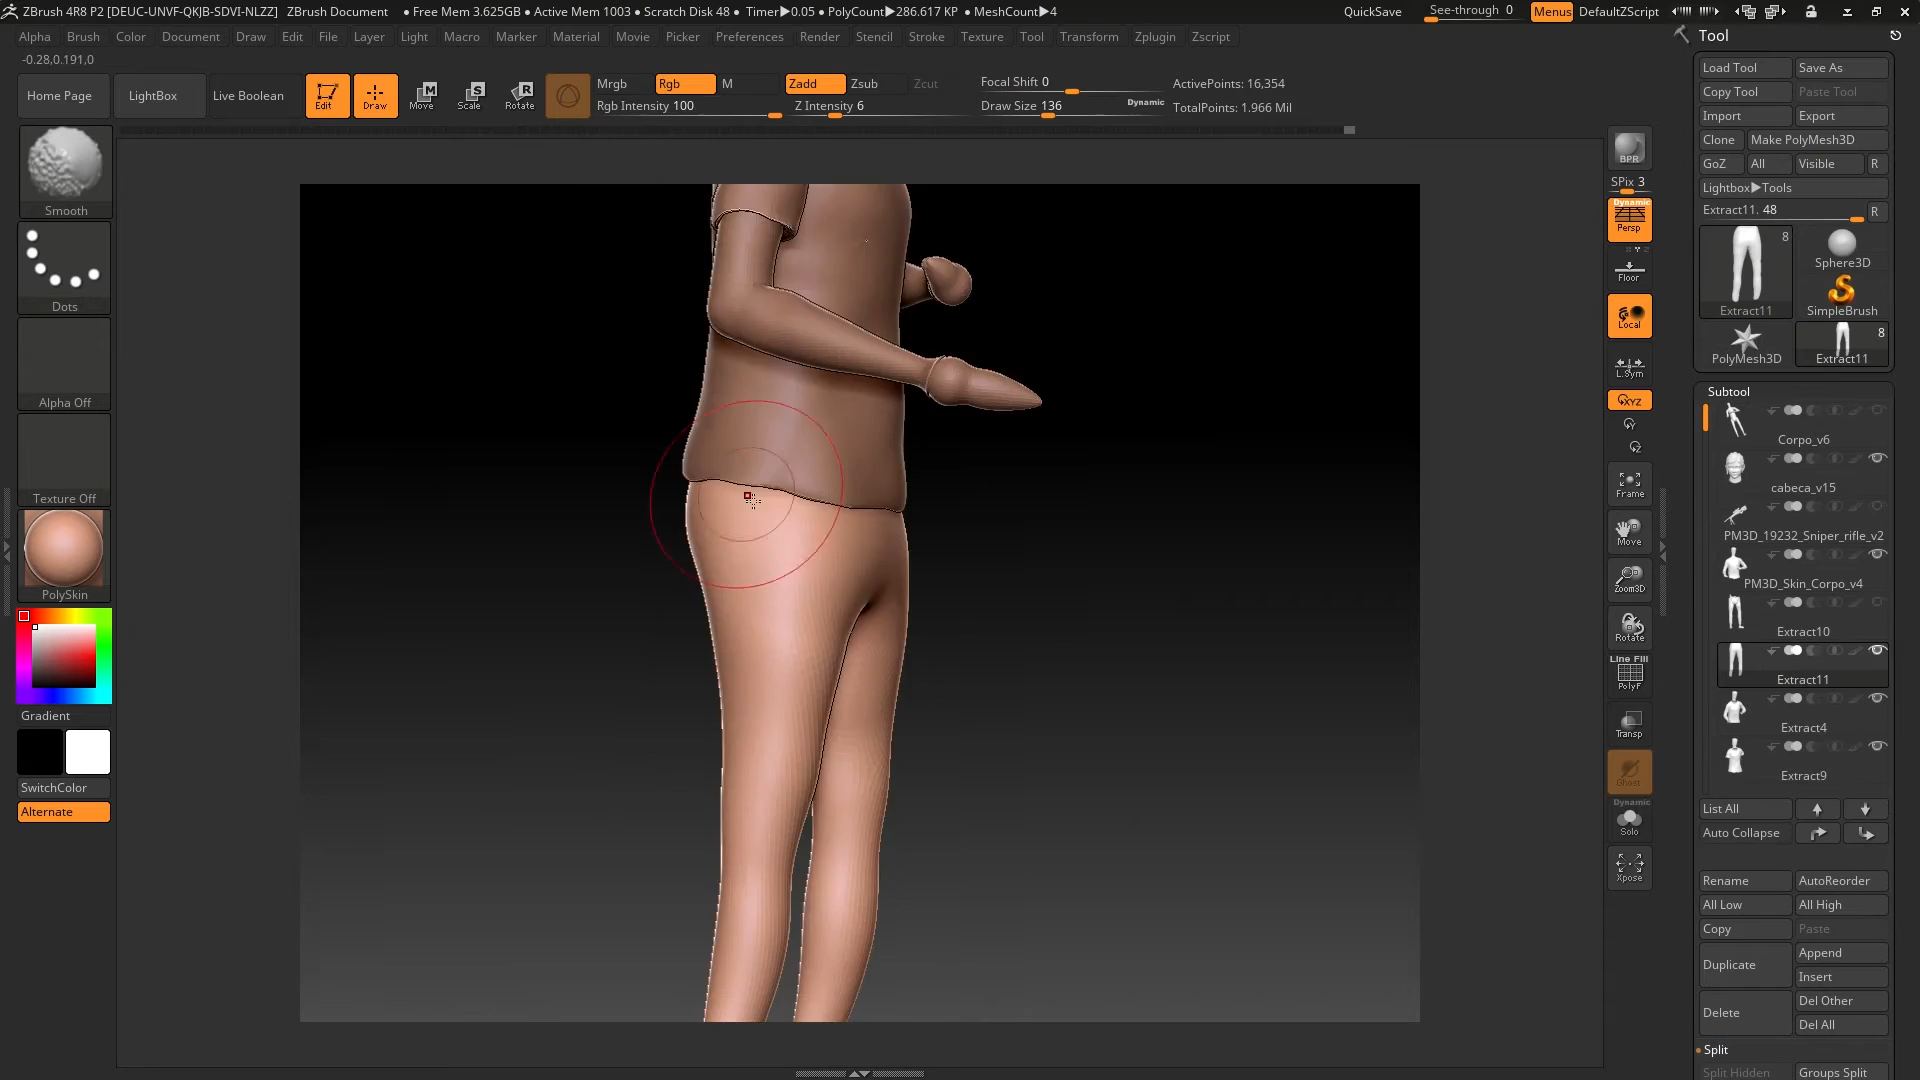 ZBrush 4R8 P2 [DEUC-UNVF-QKJB-SDVI-NLZZ] ZBrush Document ● Free Mem 3.625GB ● Active Mem 1003 ● Scratch Disk 48 ● Timer▶0.05 ● PolyCount▶286.617 KP ● MeshCount▶4 QuickSave See-through 0 Menus DefaultZScript
Alpha Brush Color Document Draw Edit File Layer Light Macro Marker Material Movie Picker Preferences Render Stencil Stroke Texture Tool Transform Zplugin Zscript
-0.28,0.191,0
Home Page LightBox Live Boolean Edit Draw Move Scale Rotate
Mrgb Rgb M Zadd Zsub Zcut Focal Shift 0 ActivePoints: 16,354
Rgb Intensity 100 Z Intensity 6 Draw Size 136 Dynamic TotalPoints: 1.966 Mil
Smooth
Dots
Alpha Off
Texture Off
PolySkin
Gradient
SwitchColor
Alternate
BPR
SPix 3
Dynamic
Persp
Floor
Local
L.Sym
XYZ
Y
Z
Frame
Move
Zoom3D
Rotate
Line Fill
PolyF
Transp
Ghost
Dynamic
Solo
Xpose
Tool
Load Tool Save As
Copy Tool Paste Tool
Import Export
Clone Make PolyMesh3D
GoZ All Visible R
Lightbox▶Tools
Extract11. 48 R
8
Extract11
Sphere3D
SimpleBrush
PolyMesh3D
8
Extract11
Subtool
Corpo_v6
cabeca_v15
PM3D_19232_Sniper_rifle_v2
PM3D_Skin_Corpo_v4
Extract10
Extract11
Extract4
Extract9
List All
Auto Collapse
Rename AutoReorder
All Low All High
Copy Paste
Duplicate Append
Insert
Delete Del Other
Del All
Split
Split Hidden Groups Split